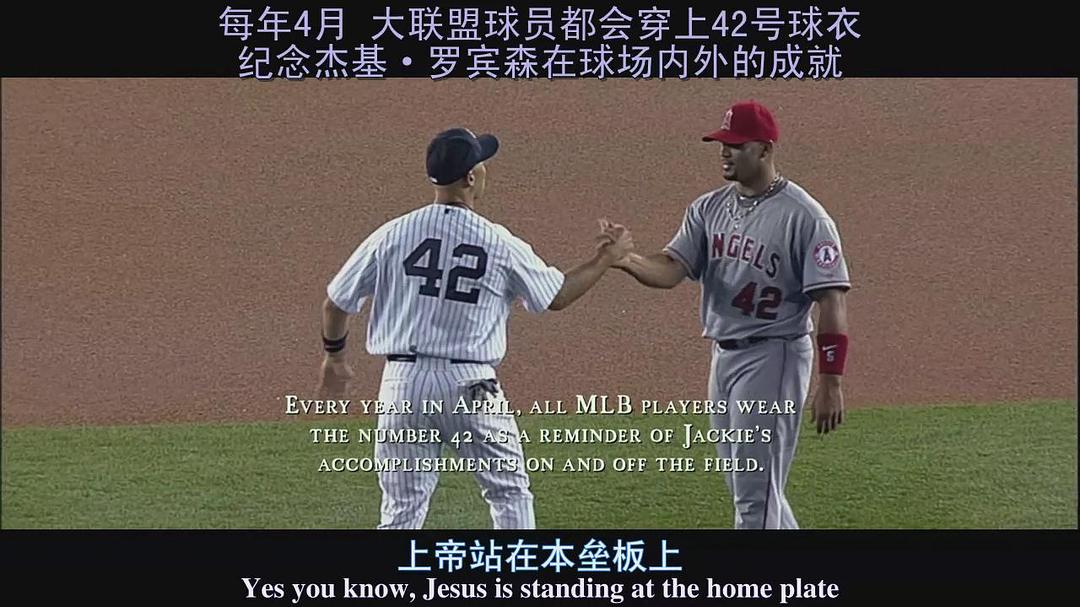 每年4月 大联盟球员都会穿上42号球衣
纪念杰基·罗宾森在球场内外的成就
42
ANGELS
42
A
5
EVERY YEAR IN APRIL, ALL MLB PLAYERS WEAR
THE NUMBER 42 AS A REMINDER OF JACKIE'S
ACCOMPLISHMENTS ON AND OFF THE FIELD.
上帝站在本垒板上
Yes you know, Jesus is standing at the home plate